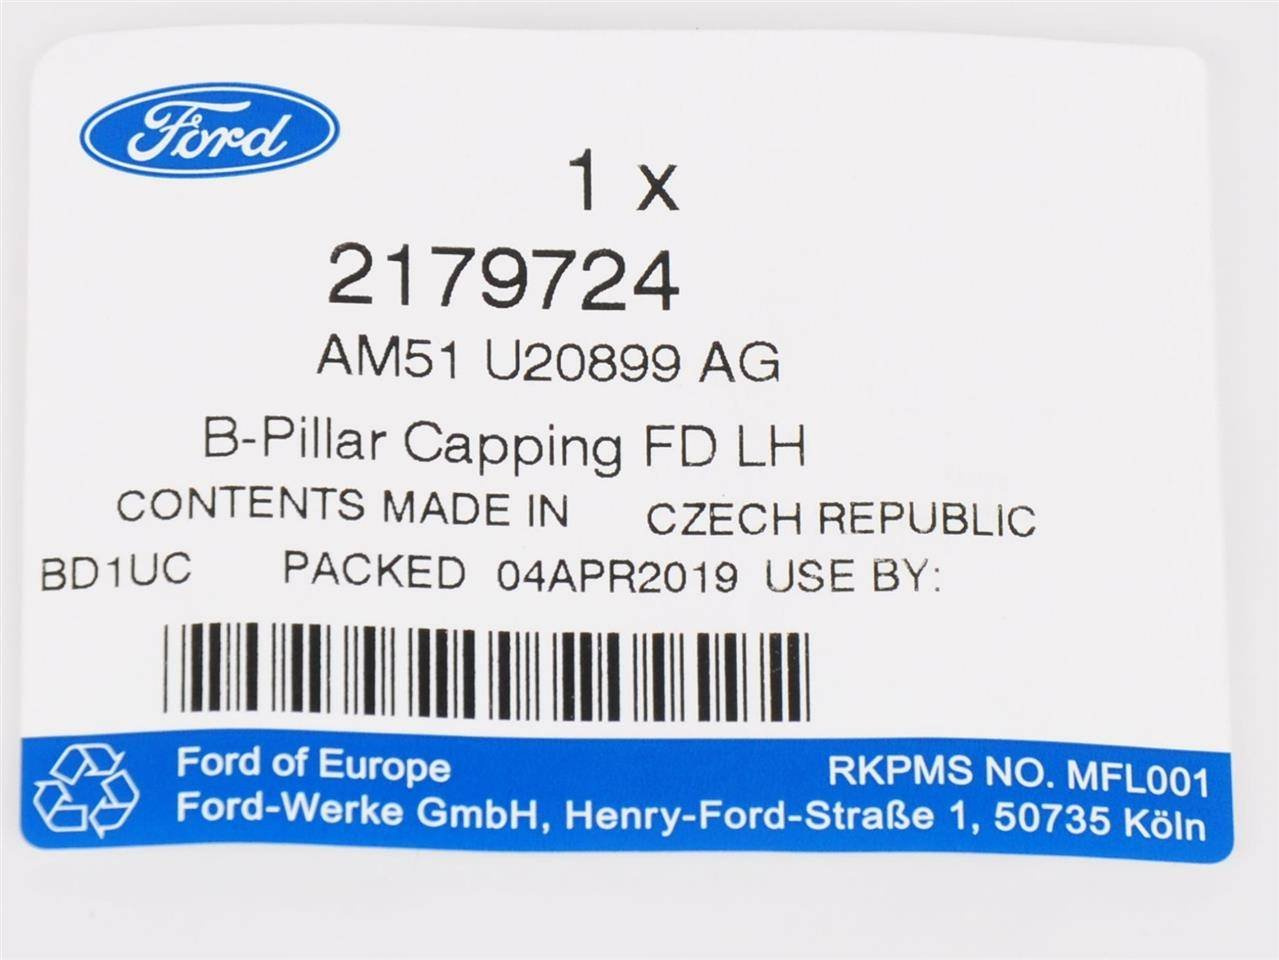 Ford
1 x
2179724
AM51 U20899 AG
B-Pillar Capping FD LH
CONTENTS MADE IN CZECH REPUBLIC
BD1UC PACKED 04APR2019 USE BY:
Ford of Europe
RKPMS NO. MFL001
Ford-Werke GmbH, Henry-Ford-Straße 1, 50735 Köln